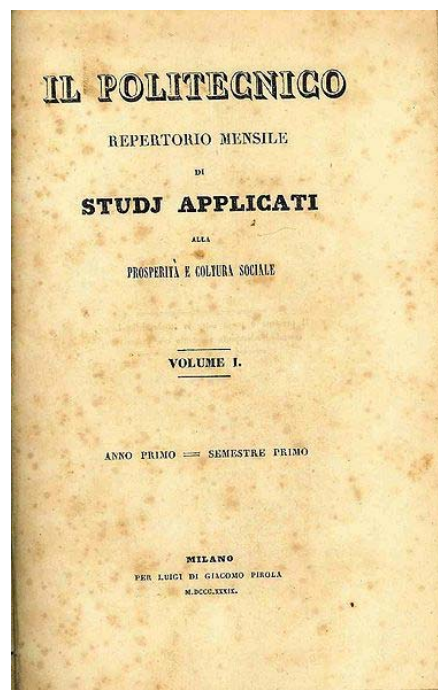 IL POLITECNICO
REPERTORIO MENSILE
DI
STUDJ APPLICATI
ALLA
PROSPERITÀ E COLTURA SOCIALE
VOLUME I.
ANNO PRIMO = SEMESTRE PRIMO
MILANO
PER LUIGI DI GIACOMO PIROLA
M.DCCC.XXXIX.